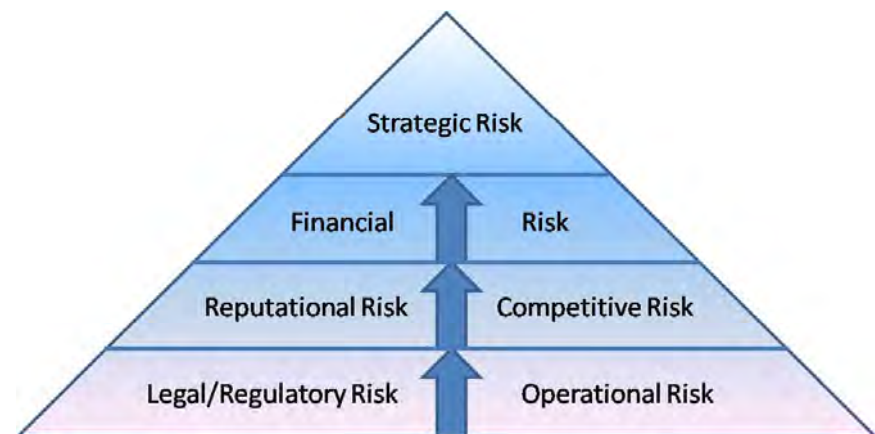 Strategic Risk
Financial Risk
Reputational Risk Competitive Risk
Legal/Regulatory Risk Operational Risk